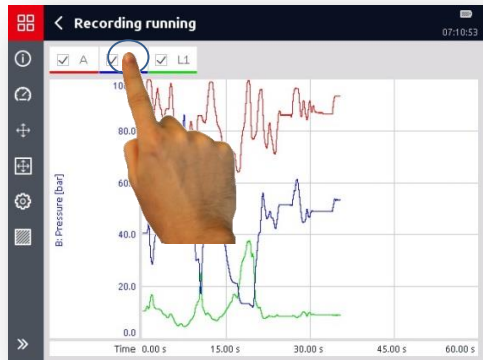 Recording running
07:10:53
A
L1
80.0
60.
40.0
20.0
0.0
B: Pressure [bar]
Time 0.00 s 15.00 s 30.00 s 45.00 s 60.00 s